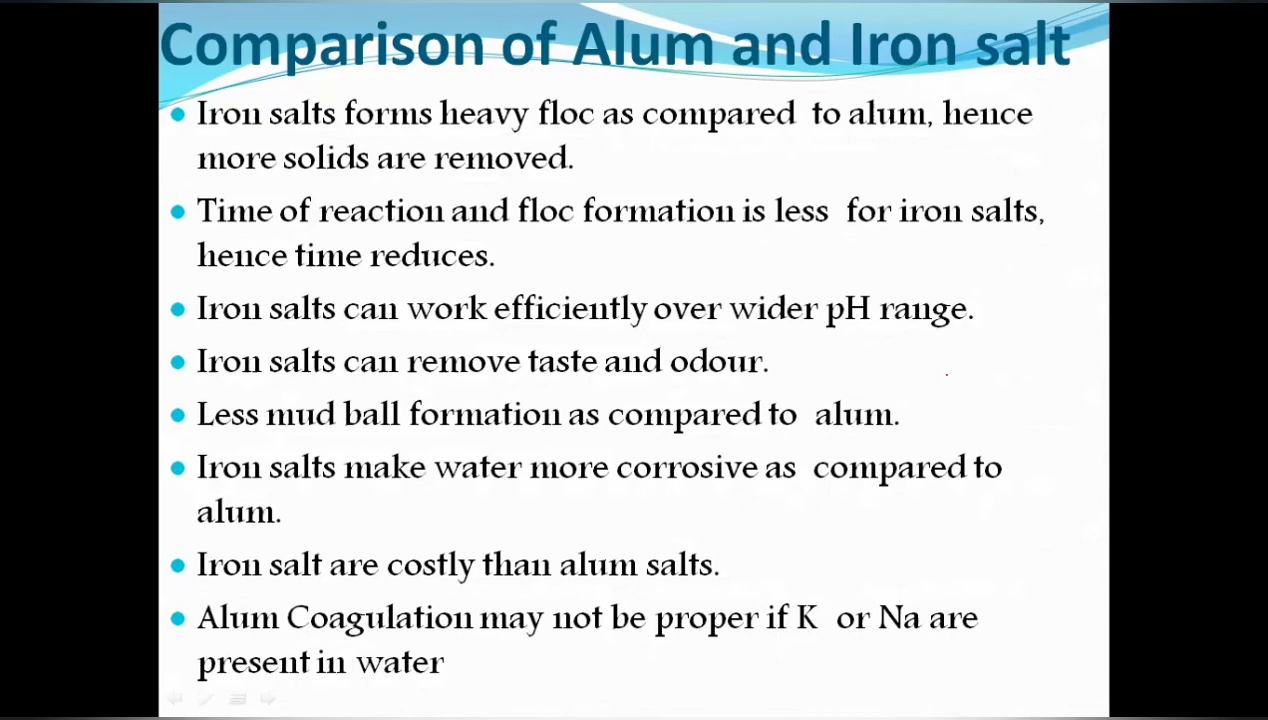 Comparison of Alum and Iron salt
Iron salts forms heavy floc as compared to alum, hence
more solids are removed.
Time of reaction and floc formation is less for iron salts,
hence time reduces.
Iron salts can work efficiently over wider pH range.
Iron salts can remove taste and odour.
Less mud ball formation as compared to alum.
Iron salts make water more corrosive as compared to
alum.
Iron salt are costly than alum salts.
Alum Coagulation may not be proper if K or Na are
present in water